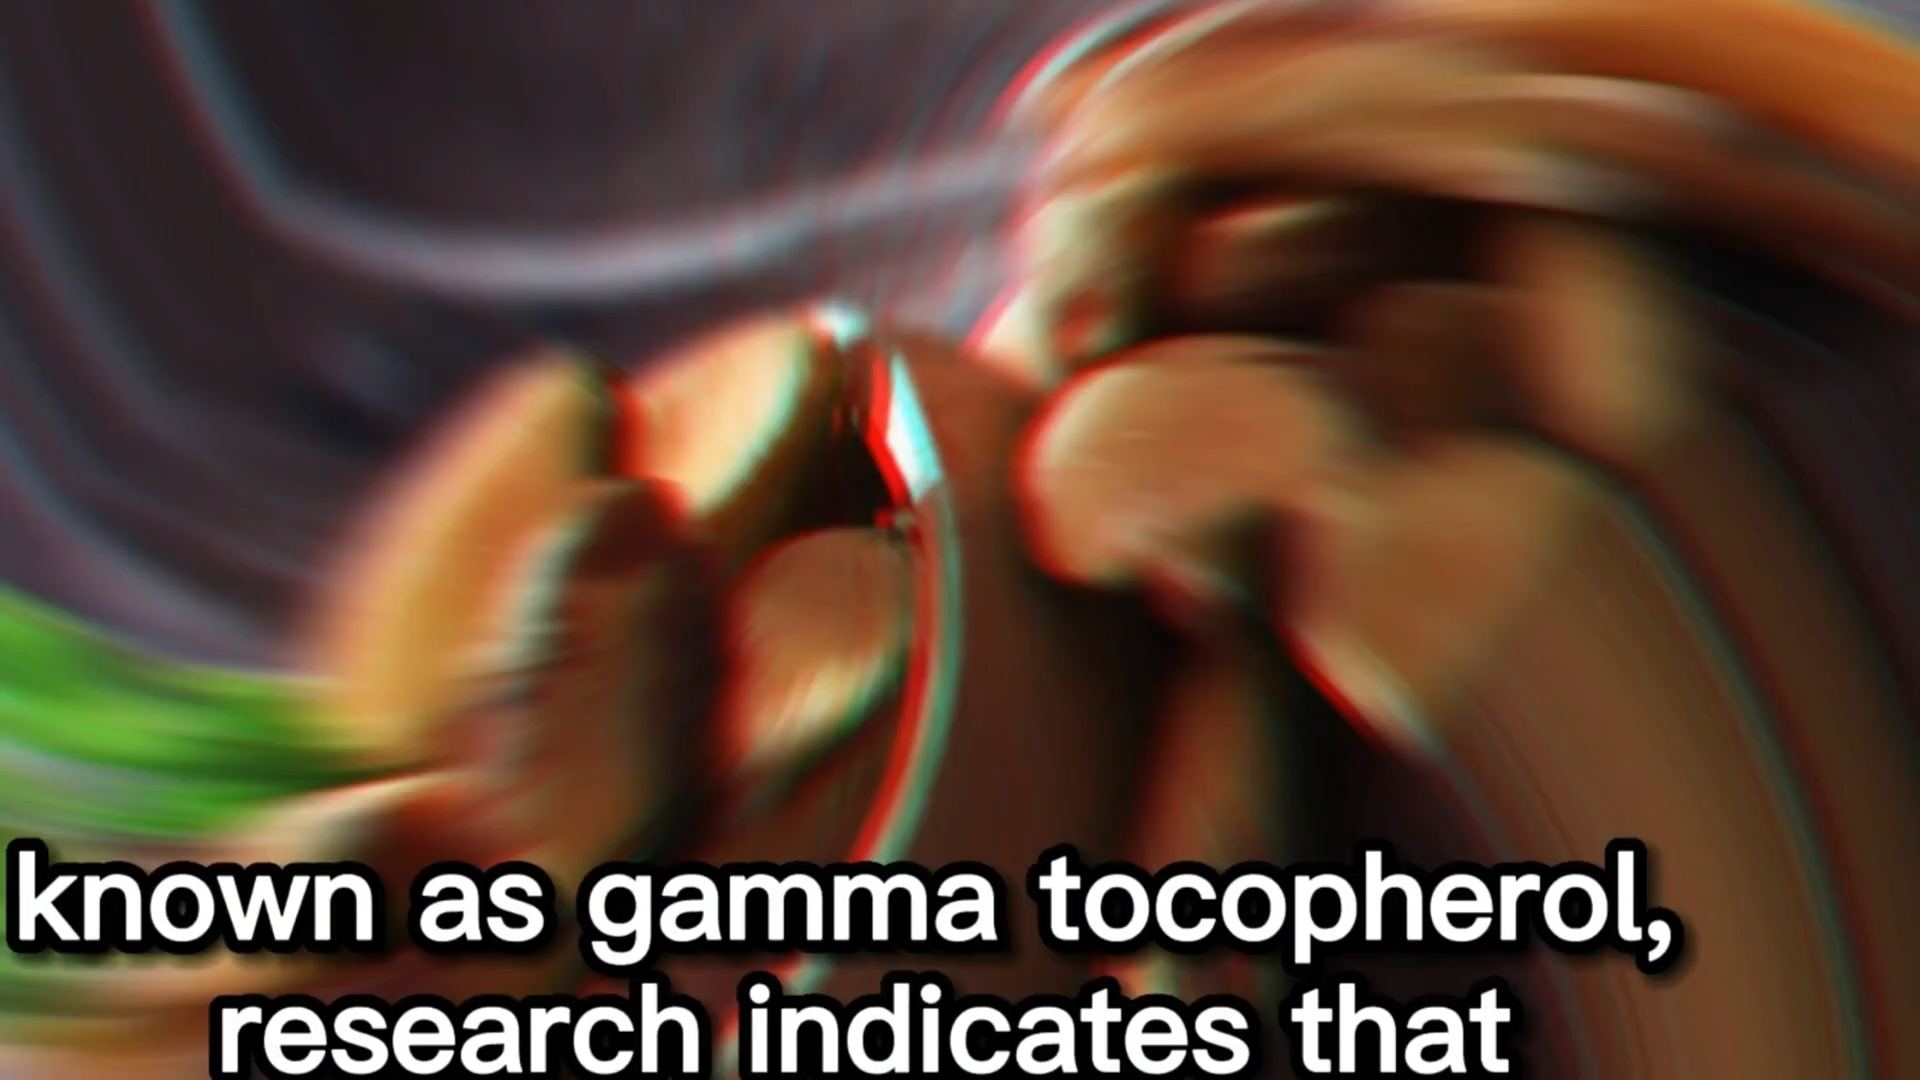 known as gamma tocopherol,
research indicates that